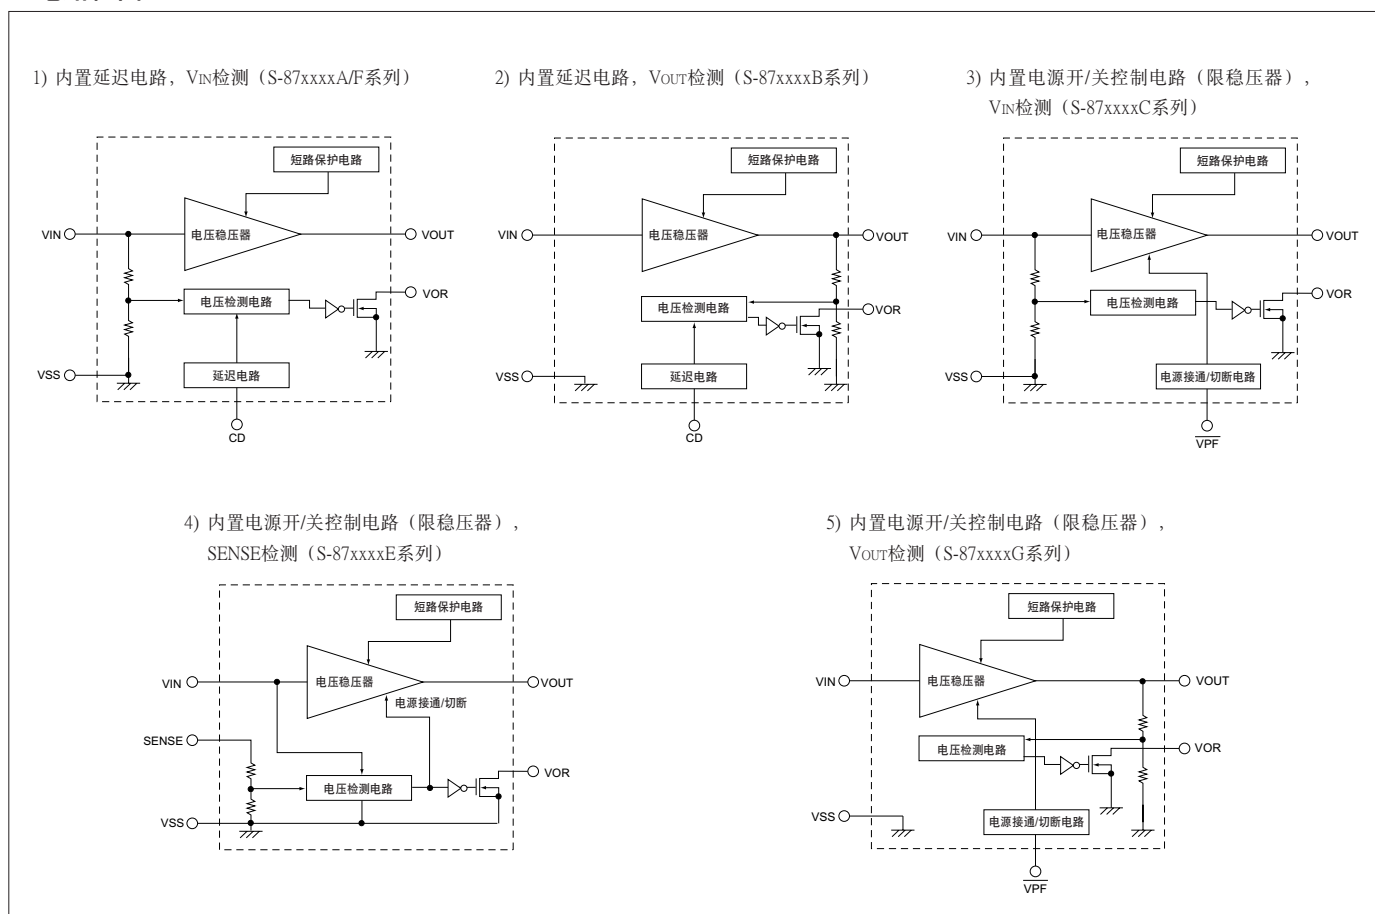 1) 内置延迟电路，VIN检测（S-87xxxxA/F系列）
短路保护电路
VIN
电压稳压器
VOUT
电压检测电路
VOR
VSS
延迟电路
CD
2) 内置延迟电路，VOUT检测（S-87xxxxB系列）
短路保护电路
VIN
电压稳压器
VOUT
电压检测电路
VOR
VSS
延迟电路
CD
3) 内置电源开/关控制电路（限稳压器），
VIN检测（S-87xxxxC系列）
短路保护电路
VIN
电压稳压器
VOUT
电压检测电路
VOR
VSS
电源接通/切断电路
VPF
4) 内置电源开/关控制电路（限稳压器），
SENSE检测（S-87xxxxE系列）
短路保护电路
VIN
电压稳压器
VOUT
电源接通/切断
SENSE
电压检测电路
VOR
VSS
5) 内置电源开/关控制电路（限稳压器），
VOUT检测（S-87xxxxG系列）
短路保护电路
VIN
电压稳压器
VOUT
电压检测电路
VOR
VSS
电源接通/切断电路
VPF